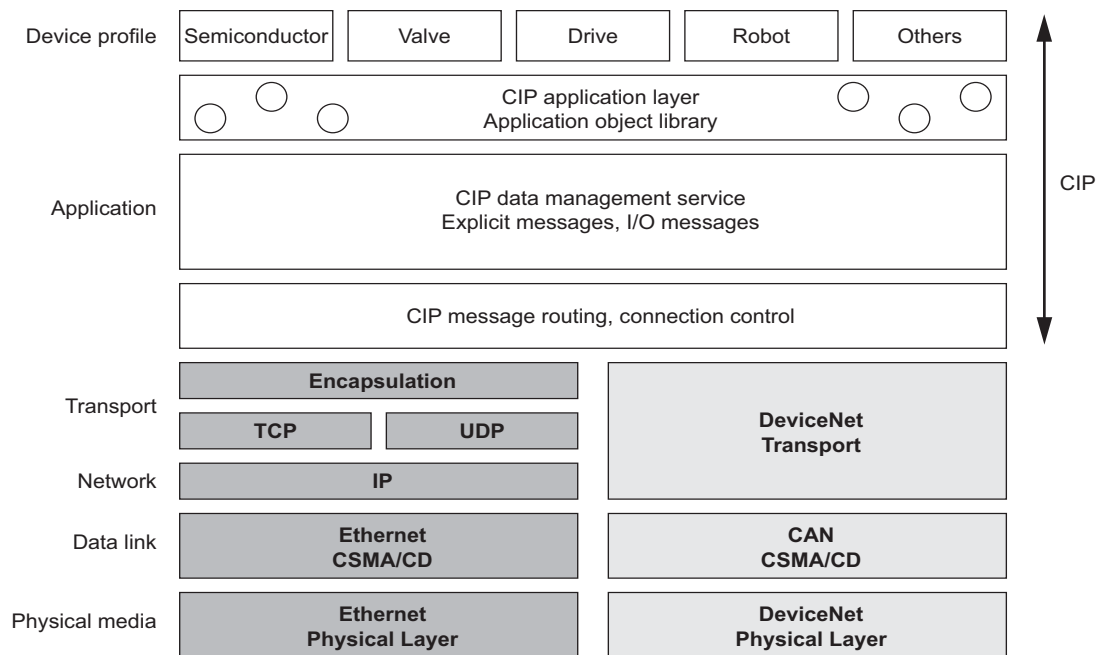 Device profile
Semiconductor
Valve
Drive
Robot
Others
CIP application layer
Application object library
CIP
Application
CIP data management service
Explicit messages, I/O messages
CIP message routing, connection control
Transport
Encapsulation
TCP
UDP
DeviceNet
Transport
Network
IP
Data link
Ethernet
CSMA/CD
CAN
CSMA/CD
Physical media
Ethernet
Physical Layer
DeviceNet
Physical Layer